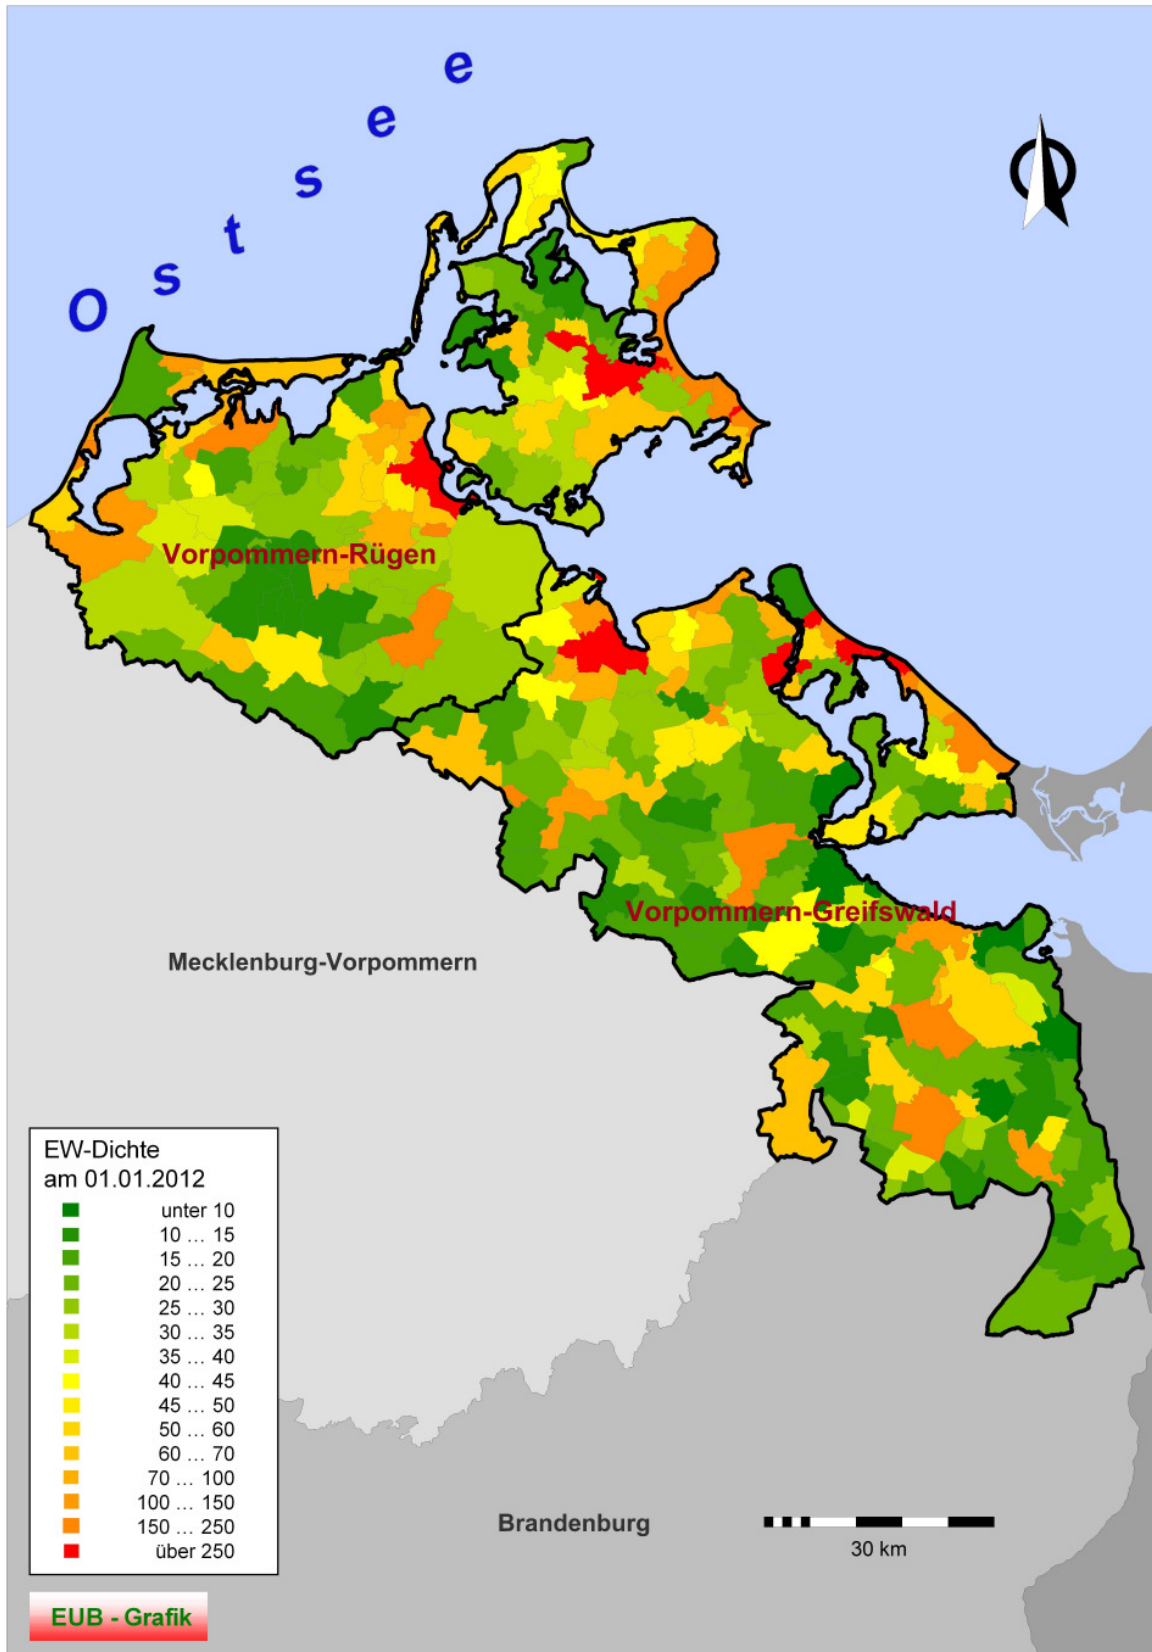 Ostsee
Vorpommern-Rügen
Vorpommern-Greifswald
Mecklenburg-Vorpommern
EW-Dichte
am 01.01.2012
unter 10
10 ... 15
15 ... 20
20 ... 25
25 ... 30
30 ... 35
35 ... 40
40 ... 45
45 ... 50
50 ... 60
60 ... 70
70 ... 100
100 ... 150
150 ... 250
über 250
Brandenburg
30 km
EUB - Grafik